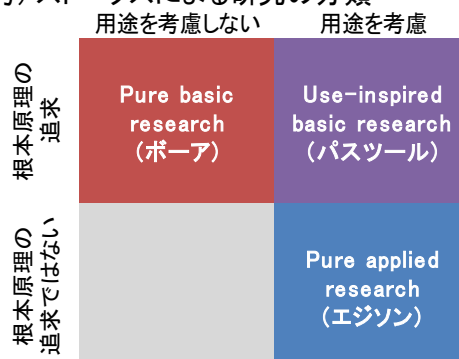 用途を考慮しない 用途を考慮
根本原理の
追求
Pure basic
research
(ボーア)
Use-inspired
basic research
(パスツール)
根本原理の
追求ではない
Pure applied
research
(エジソン)